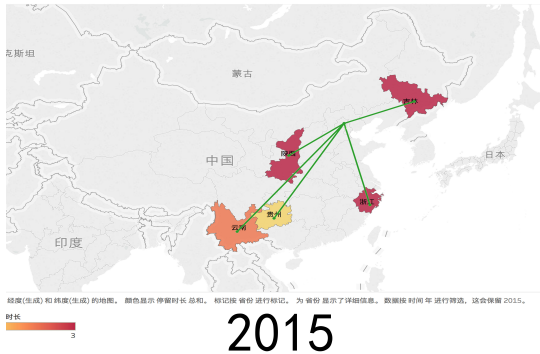 克斯坦
蒙古
吉林
日本
陕西
中国
浙江
贵州
云南
印度
经度(生成) 和 纬度(生成) 的地图。 颜色显示 停留时长 总和。 标记按 省份 进行标记。 为 省份 显示了详细信息。 数据按 时间 年 进行筛选，这会保留 2015。
时长
3
2015